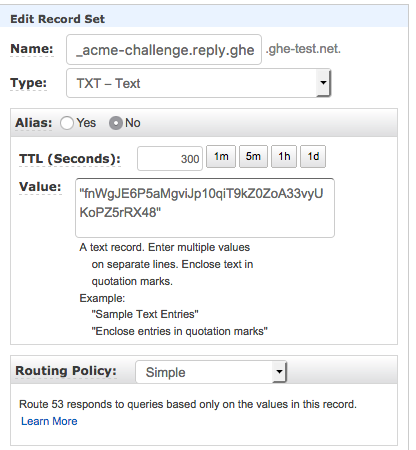 Edit Record Set
Name: _acme-challenge.reply.ghe .ghe-test.net.
Type: TXT – Text
Alias: Yes No
TTL (Seconds): 300 1m 5m 1h 1d
Value: "fnWgJE6P5aMgviJp10qiT9kZ0ZoA33vyU
KoPZ5rRX48"
A text record. Enter multiple values
on separate lines. Enclose text in
quotation marks.
Example:
"Sample Text Entries"
"Enclose entries in quotation marks"
Routing Policy: Simple
Route 53 responds to queries based only on the values in this record.
Learn More